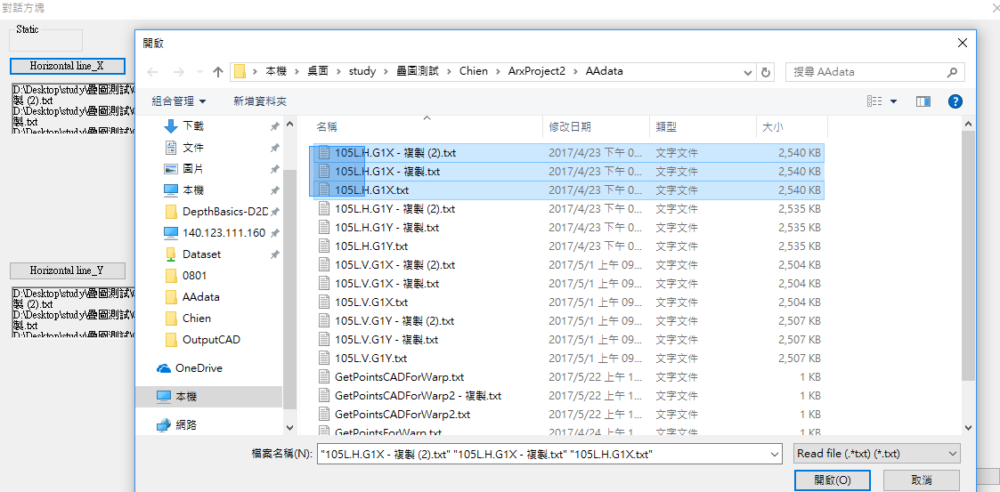 對話方塊
Static
Horizontal line_X
D:\Desktop\study\疊圖測試\
製 (2).txt
D:\Desktop\study\疊圖測試\
製.txt
D:\Desktop\study\疊圖測試\
Horizontal line_Y
D:\Desktop\study\疊圖測試\
製 (2).txt
D:\Desktop\study\疊圖測試\
製.txt
D:\Desktop\study\疊圖測試\
開啟
本機 > 桌面 > study > 疊圖測試 > Chien > ArxProject2 > AAdata
搜尋 AAdata
組合管理 新增資料夾
下載
文件
圖片
本機
DepthBasics-D2D
140.123.111.160
Dataset
0801
AAdata
Chien
OutputCAD
OneDrive
本機
網路
名稱 修改日期 類型 大小
105L.H.G1X - 複製 (2).txt 2017/4/23 下午 0... 文字文件 2,540 KB
105L.H.G1X - 複製.txt 2017/4/23 下午 0... 文字文件 2,540 KB
105L.H.G1X.txt 2017/4/23 下午 0... 文字文件 2,540 KB
105L.H.G1Y - 複製 (2).txt 2017/4/23 下午 0... 文字文件 2,535 KB
105L.H.G1Y - 複製.txt 2017/4/23 下午 0... 文字文件 2,535 KB
105L.H.G1Y.txt 2017/4/23 下午 0... 文字文件 2,535 KB
105L.V.G1X - 複製 (2).txt 2017/5/1 上午 09... 文字文件 2,504 KB
105L.V.G1X - 複製.txt 2017/5/1 上午 09... 文字文件 2,504 KB
105L.V.G1X.txt 2017/5/1 上午 09... 文字文件 2,504 KB
105L.V.G1Y - 複製 (2).txt 2017/5/1 上午 09... 文字文件 2,507 KB
105L.V.G1Y - 複製.txt 2017/5/1 上午 09... 文字文件 2,507 KB
105L.V.G1Y.txt 2017/5/1 上午 09... 文字文件 2,507 KB
GetPointsCADForWarp.txt 2017/5/22 上午 1... 文字文件 1 KB
GetPointsCADForWarp2 - 複製.txt 2017/5/22 上午 1... 文字文件 1 KB
GetPointsCADForWarp2.txt 2017/5/22 上午 1... 文字文件 1 KB
GetPointsForWarp.txt 2017/4/24 上午 1... 文字文件 1 KB
檔案名稱(N): "105L.H.G1X - 複製 (2).txt" "105L.H.G1X - 複製.txt" "105L.H.G1X.txt"
Read file (.*txt) (*.txt)
開啟(O) 取消